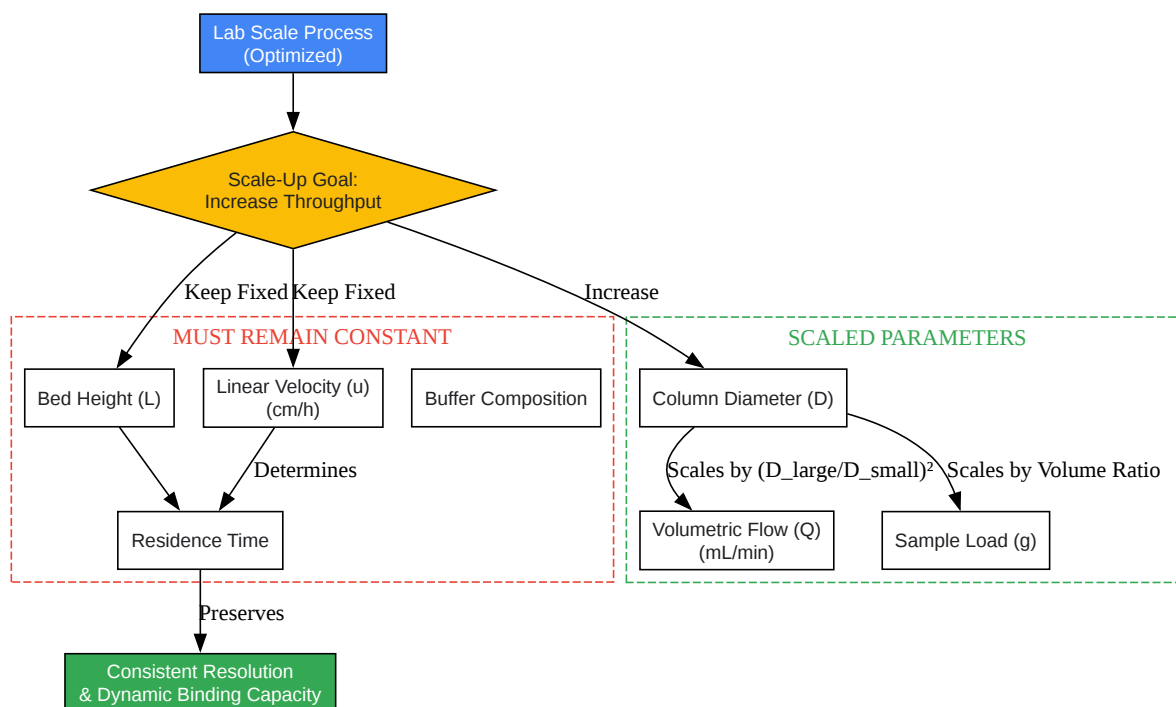 Lab Scale Process
(Optimized)
Scale-Up Goal:
Increase Throughput
Keep Fixed
Keep Fixed
Increase
MUST REMAIN CONSTANT
SCALED PARAMETERS
Bed Height (L)
Linear Velocity (u)
(cm/h)
Buffer Composition
Column Diameter (D)
Determines
Scales by (D_large/D_small)²
Scales by Volume Ratio
Residence Time
Volumetric Flow (Q)
(mL/min)
Sample Load (g)
Preserves
Consistent Resolution
& Dynamic Binding Capacity